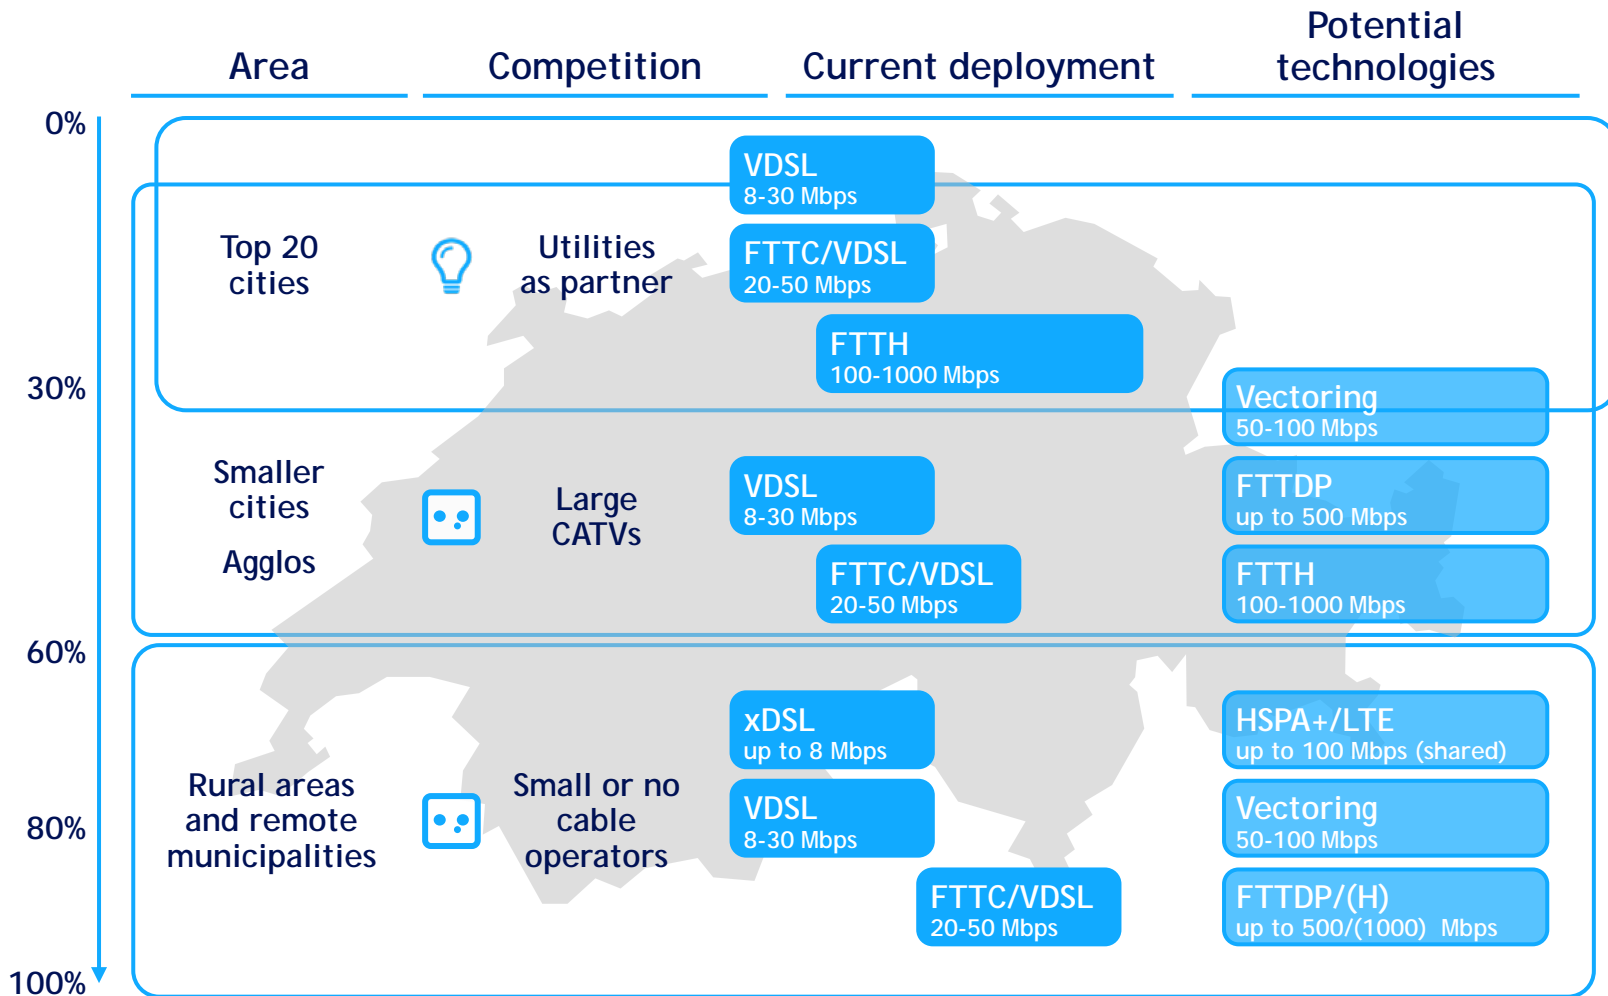 Area
Competition
Current deployment
Potential
technologies
0%
30%
60%
80%
100%
Top 20
cities
Utilities
as partner
VDSL
8-30 Mbps
FTTC/VDSL
20-50 Mbps
FTTH
100-1000 Mbps
Smaller
cities
Agglos
Large
CATVs
VDSL
8-30 Mbps
FTTC/VDSL
20-50 Mbps
Vectoring
50-100 Mbps
FTTDP
up to 500 Mbps
FTTH
100-1000 Mbps
Rural areas
and remote
municipalities
Small or no
cable
operators
xDSL
up to 8 Mbps
VDSL
8-30 Mbps
FTTC/VDSL
20-50 Mbps
HSPA+/LTE
up to 100 Mbps (shared)
Vectoring
50-100 Mbps
FTTDP/(H)
up to 500/(1000) Mbps